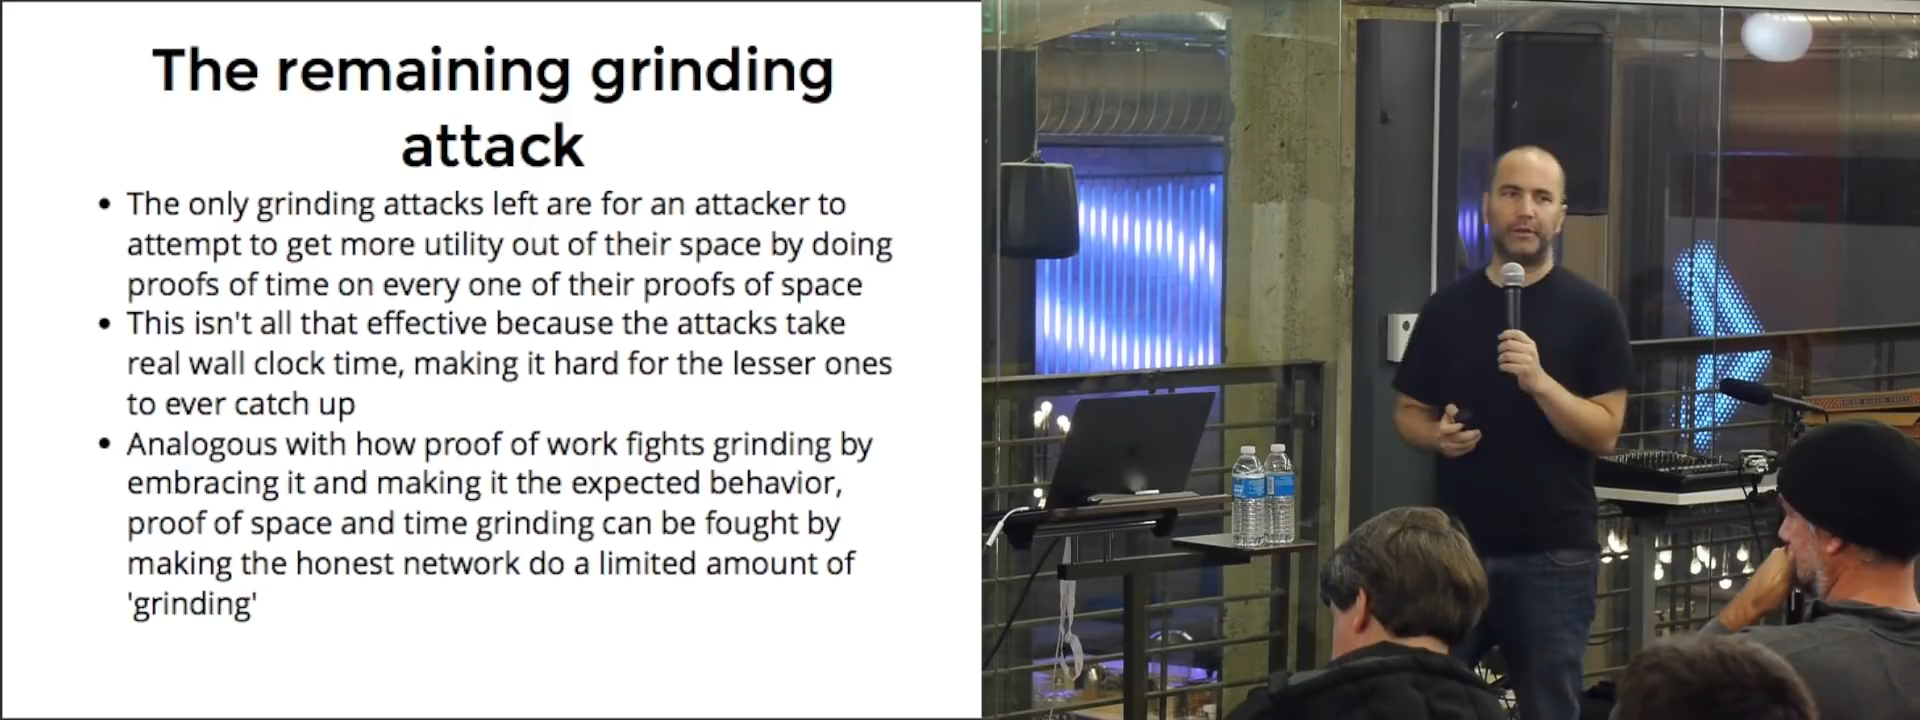 The remaining grinding
attack
• The only grinding attacks left are for an attacker to
attempt to get more utility out of their space by doing
proofs of time on every one of their proofs of space
• This isn't all that effective because the attacks take
real wall clock time, making it hard for the lesser ones
to ever catch up
• Analogous with how proof of work fights grinding by
embracing it and making it the expected behavior,
proof of space and time grinding can be fought by
making the honest network do a limited amount of
'grinding'